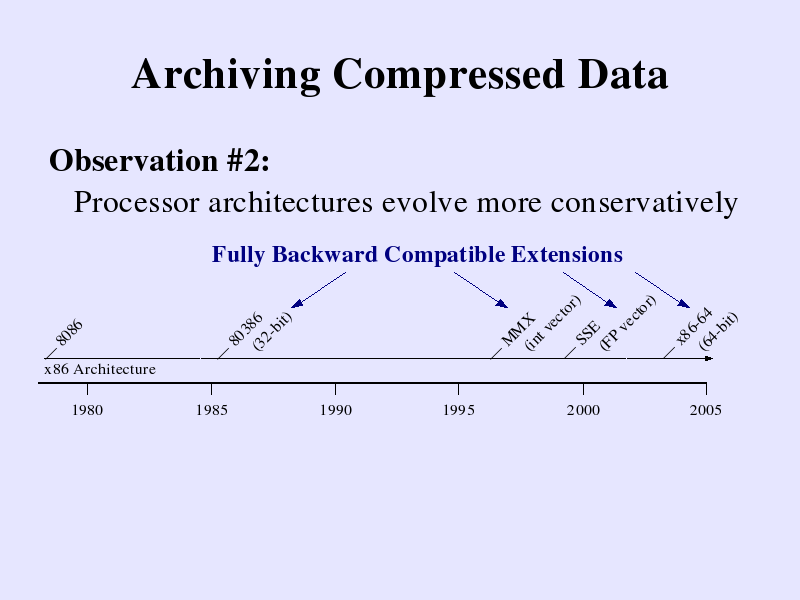 Archiving Compressed Data
Observation #2:
Processor architectures evolve more conservatively
Fully Backward Compatible Extensions
8086
80386
(32-bit)
MMX
(int vector)
SSE
(FP vector)
x86-64
(64-bit)
x86 Architecture
1980 1985 1990 1995 2000 2005